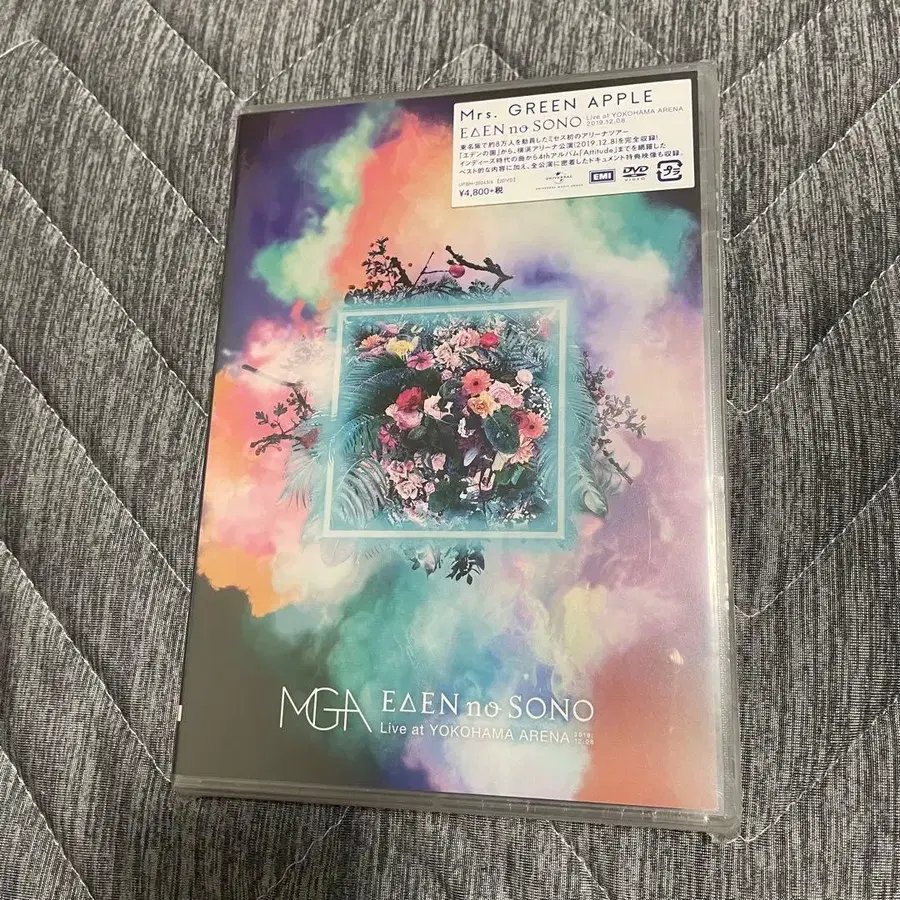 Mrs. GREEN APPLE
EΔEN no SONO Live at YOKOHAMA ARENA
2019.12.08
東名阪で約8万人を動員したミセス初のアリーナツアー
「エデンの園」から、横浜アリーナ公演(2019.12.8)を完全収録!
インディーズ時代の曲から4thアルバム「Attitude」までを網羅した
ベスト的な内容に加え、全公演に密着したドキュメント特典映像も収録。
¥4,800+税
UNIVERSAL
UNIVERSAL MUSIC GROUP
EMI
DVD
VIDEO
MGA EΔEN no SONO
Live at YOKOHAMA ARENA 2019.
12.08